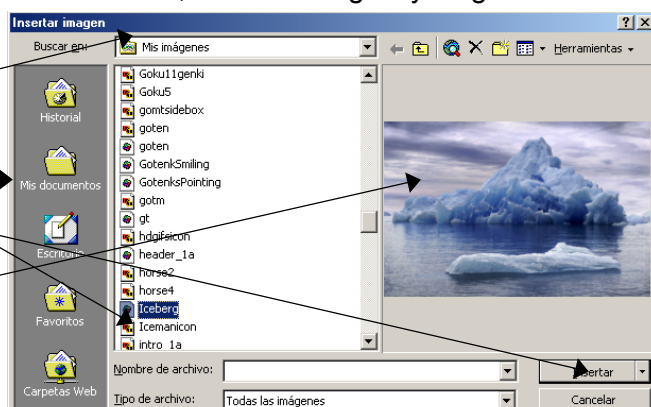 Insertar imagen
Buscar en:
Mis imágenes
Herramientas
Historial
Mis documentos
Escritorio
Favoritos
Carpetas Web
Goku11genki
Goku5
gomtsidebox
goten
goten
GotenkSmiling
GotenksPointing
gotm
gt
hdgifsicon
header_1a
horse2
horse4
Iceberg
Icemanicon
intro_1a
Nombre de archivo:
Insertar
Tipo de archivo:
Todas las imágenes
Cancelar